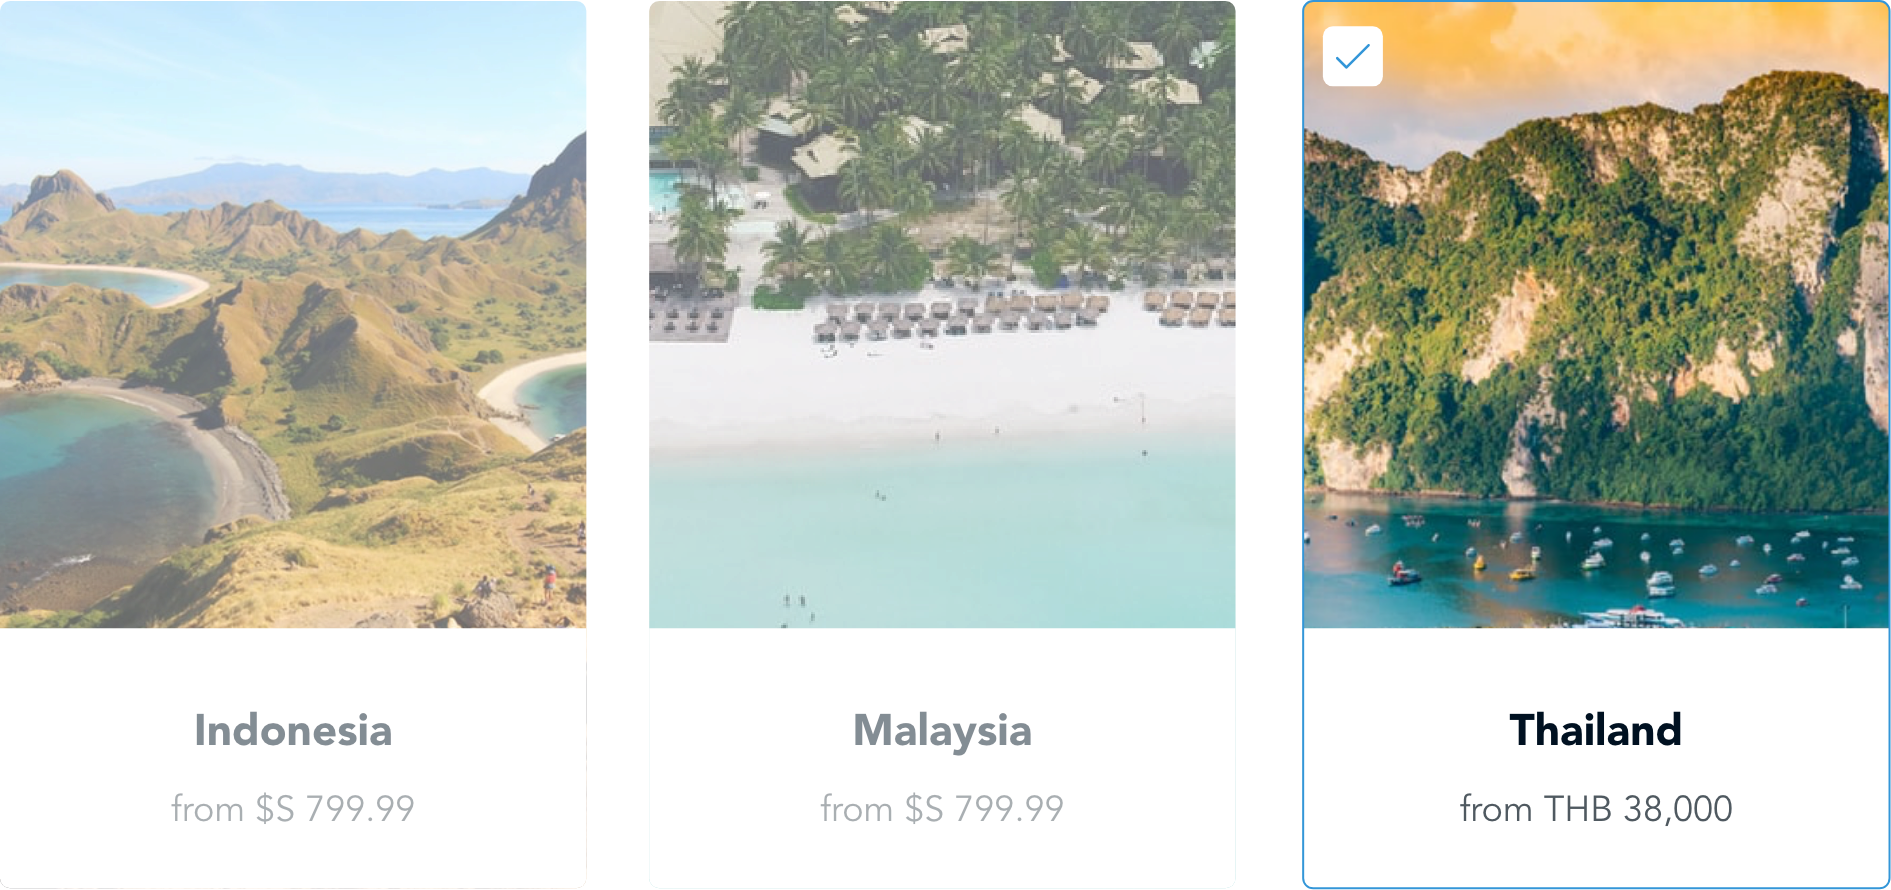 Indonesia
from $S 799.99
Malaysia
from $S 799.99
Thailand
from THB 38,000